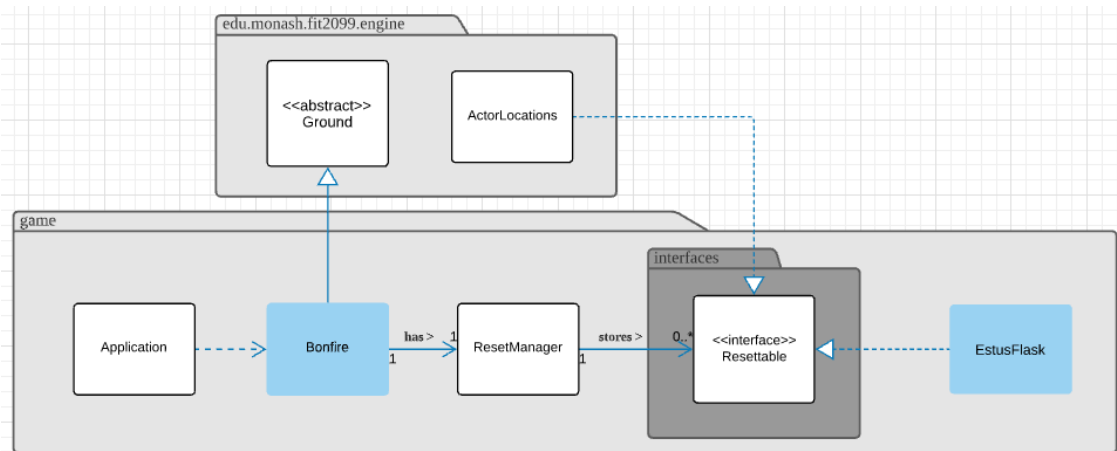 edu.monash.fit2099.engine
<<abstract>>
Ground
ActorLocations
game
interfaces
Application
Bonfire
has >
1
1
ResetManager
stores >
0..*
1
<<interface>>
Resettable
EstusFlask